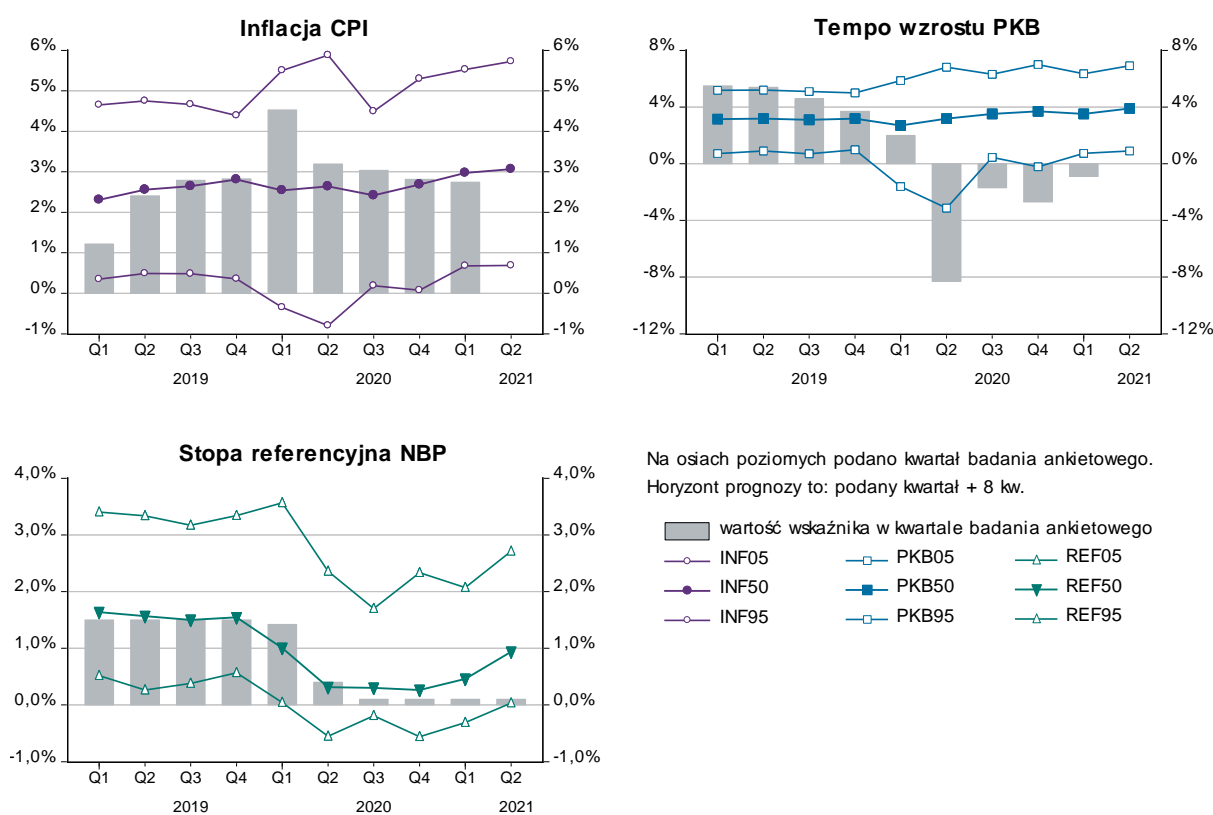 Inflacja CPI
6% 6%
5% 5%
4% 4%
3% 3%
2% 2%
1% 1%
0% 0%
-1% -1%
Q1 Q2 Q3 Q4 Q1 Q2 Q3 Q4 Q1 Q2
2019 2020 2021
Tempo wzrostu PKB
8% 8%
4% 4%
0% 0%
-4% -4%
-8% -8%
-12% -12%
Q1 Q2 Q3 Q4 Q1 Q2 Q3 Q4 Q1 Q2
2019 2020 2021
Stopa referencyjna NBP
4,0% 4,0%
3,0% 3,0%
2,0% 2,0%
1,0% 1,0%
0,0% 0,0%
-1,0% -1,0%
Q1 Q2 Q3 Q4 Q1 Q2 Q3 Q4 Q1 Q2
2019 2020 2021
Na osiach poziomych podano kwartał badania ankietowego.
Horyzont prognozy to: podany kwartał + 8 kw.
wartość wskaźnika w kwartale badania ankietowego
INF05 PKB05 REF05
INF50 PKB50 REF50
INF95 PKB95 REF95